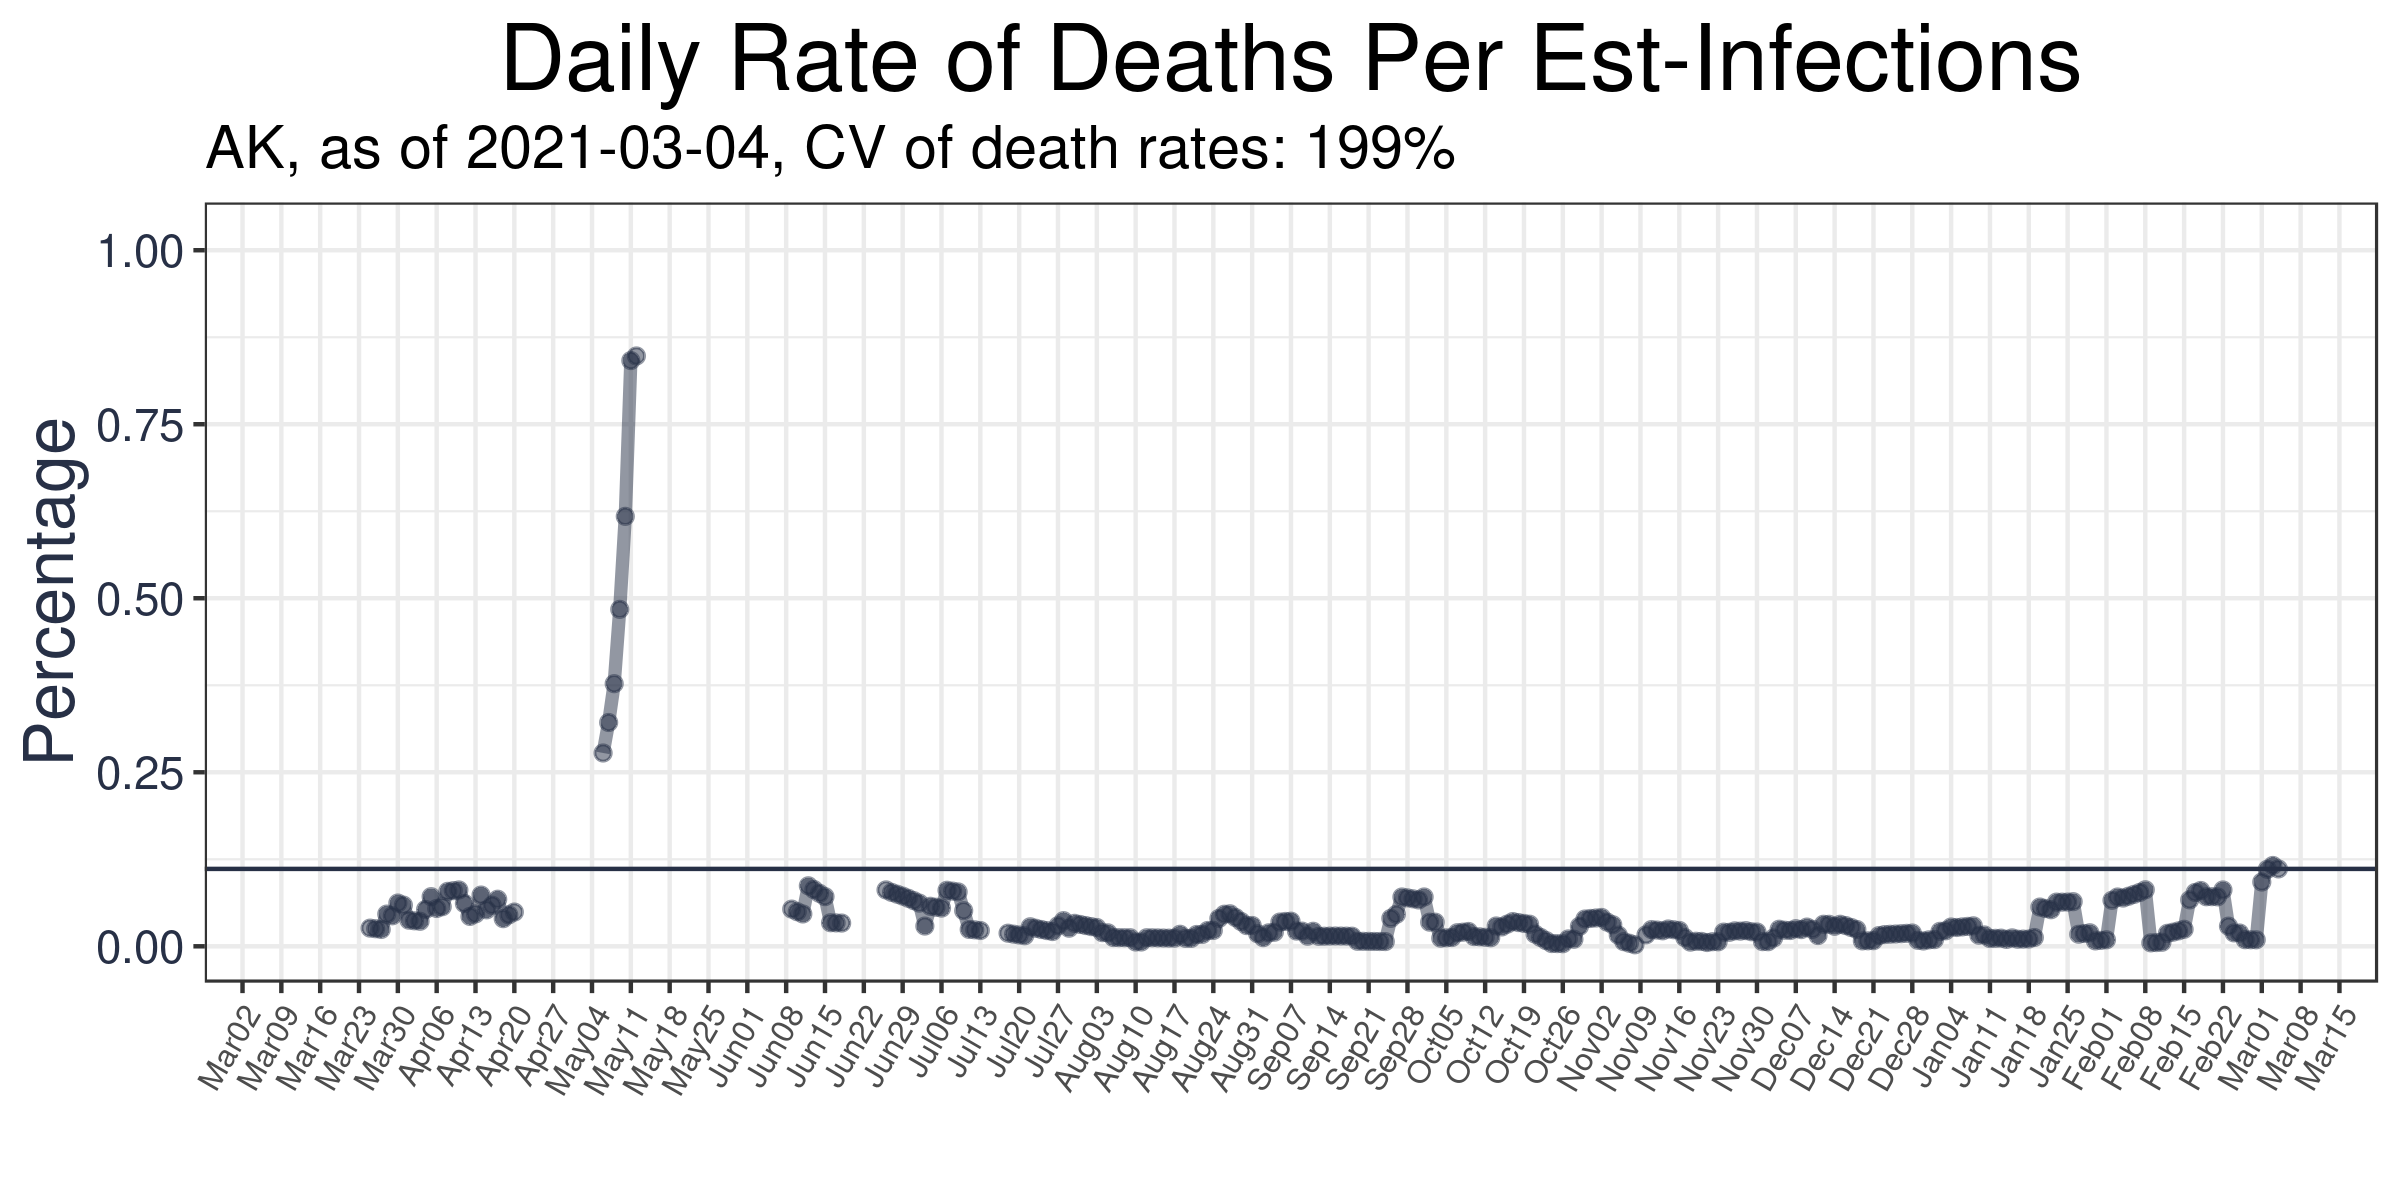 Daily Rate of Deaths Per Est-Infections
AK, as of 2021-03-04, CV of death rates: 199%
Percentage
1.00
0.75
0.50
0.25
0.00
Mar02
Mar09
Mar16
Mar23
Mar30
Apr06
Apr13
Apr20
Apr27
May04
May11
May18
May25
Jun01
Jun08
Jun15
Jun22
Jun29
Jul06
Jul13
Jul20
Jul27
Aug03
Aug10
Aug17
Aug24
Aug31
Sep07
Sep14
Sep21
Sep28
Oct05
Oct12
Oct19
Oct26
Nov02
Nov09
Nov16
Nov23
Nov30
Dec07
Dec14
Dec21
Dec28
Jan04
Jan11
Jan18
Jan25
Feb01
Feb08
Feb15
Feb22
Mar01
Mar08
Mar15